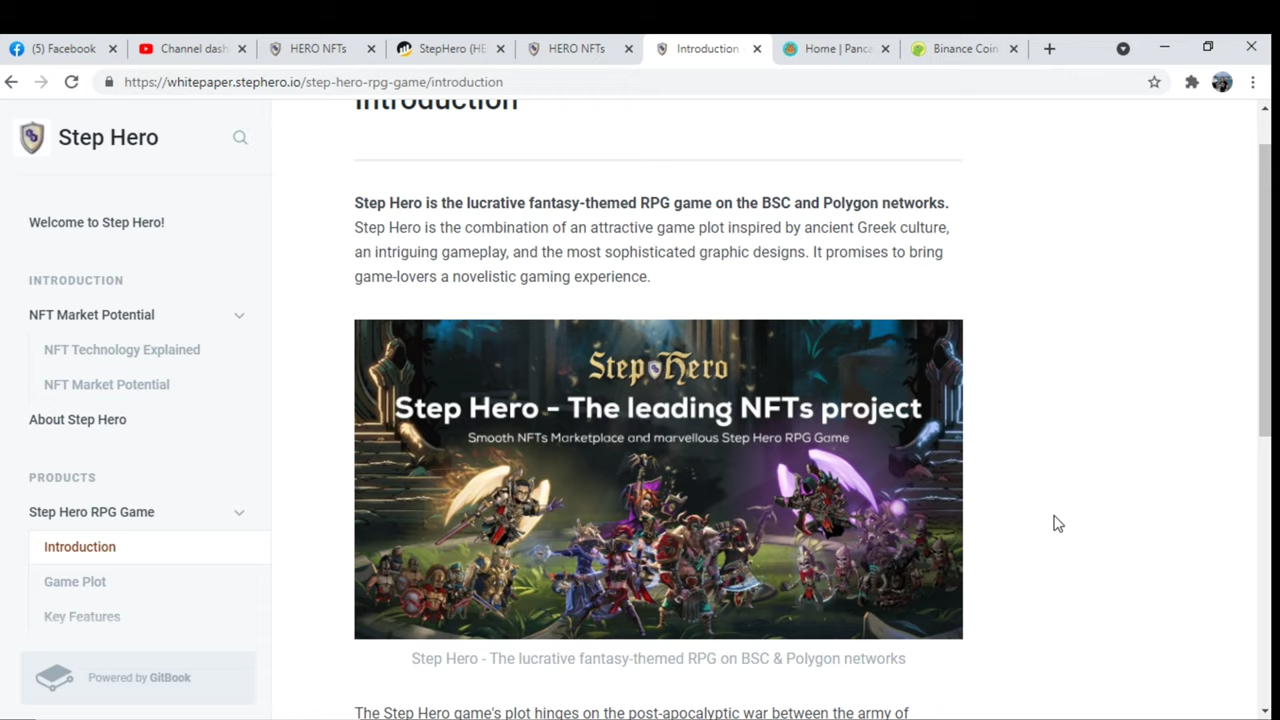 (5) Facebook
Channel dash
HERO NFTs
StepHero (HE
HERO NFTs
Introduction
Home | Panca
Binance Coin
https://whitepaper.stephero.io/step-hero-rpg-game/introduction
Step Hero
Welcome to Step Hero!
INTRODUCTION
NFT Market Potential
NFT Technology Explained
NFT Market Potential
About Step Hero
PRODUCTS
Step Hero RPG Game
Introduction
Game Plot
Key Features
Powered by GitBook
Introduction
Step Hero is the lucrative fantasy-themed RPG game on the BSC and Polygon networks.
Step Hero is the combination of an attractive game plot inspired by ancient Greek culture,
an intriguing gameplay, and the most sophisticated graphic designs. It promises to bring
game-lovers a novelistic gaming experience.
Step Hero
Step Hero - The leading NFTs project
Smooth NFTs Marketplace and marvellous Step Hero RPG Game
Step Hero - The lucrative fantasy-themed RPG on BSC & Polygon networks
The Step Hero game's plot hinges on the post-apocalyptic war between the army of